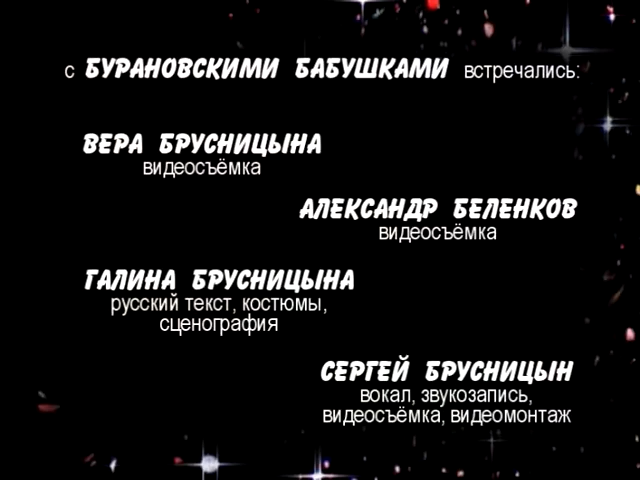 с БУРАНОВСКИМИ БАБУШКАМИ встречались:
ВЕРА БРУСНИЦЫНА
видеосъёмка
АЛЕКСАНДР БЕЛЕНКОВ
видеосъёмка
ГАЛИНА БРУСНИЦЫНА
русский текст, костюмы,
сценография
СЕРГЕЙ БРУСНИЦЫН
вокал, звукозапись,
видеосъёмка, видеомонтаж